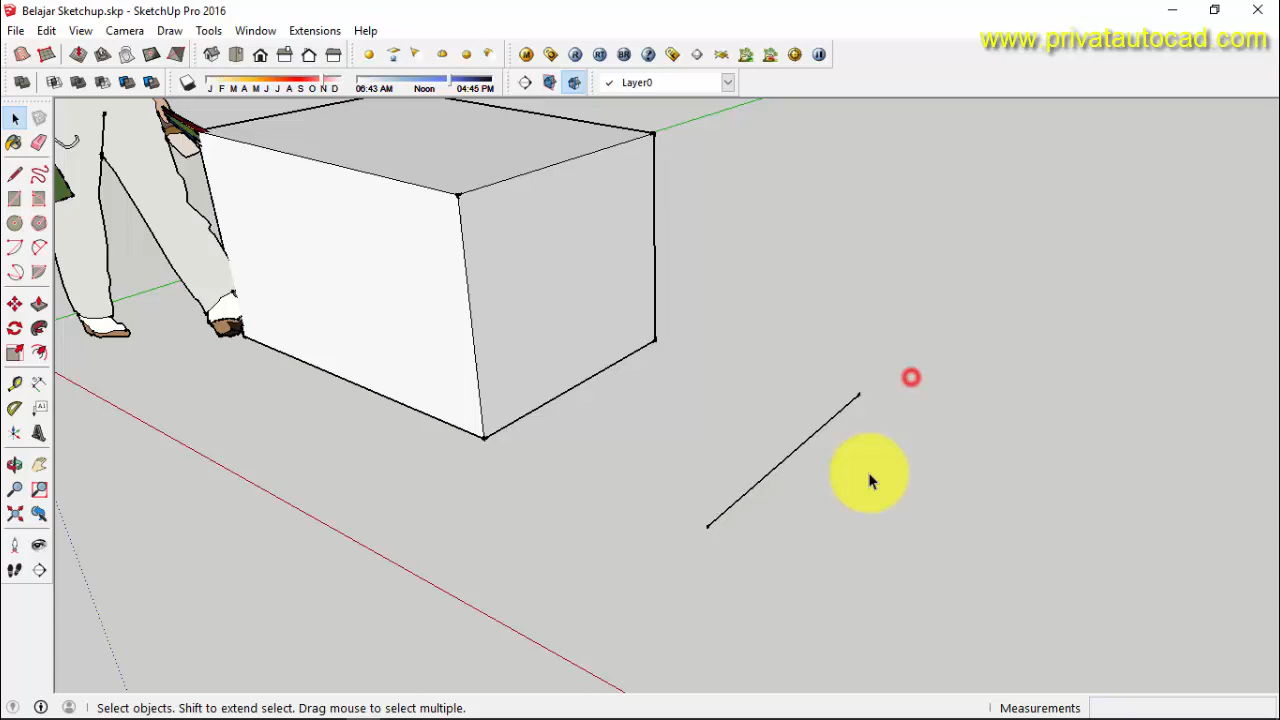 Belajar Sketchup.skp - SketchUp Pro 2016
File Edit View Camera Draw Tools Window Extensions Help
www.privatautocad.com
J F M A M J J A S O N D
06:43 AM Noon 04:45 PM
Layer0
Select objects. Shift to extend select. Drag mouse to select multiple.
Measurements